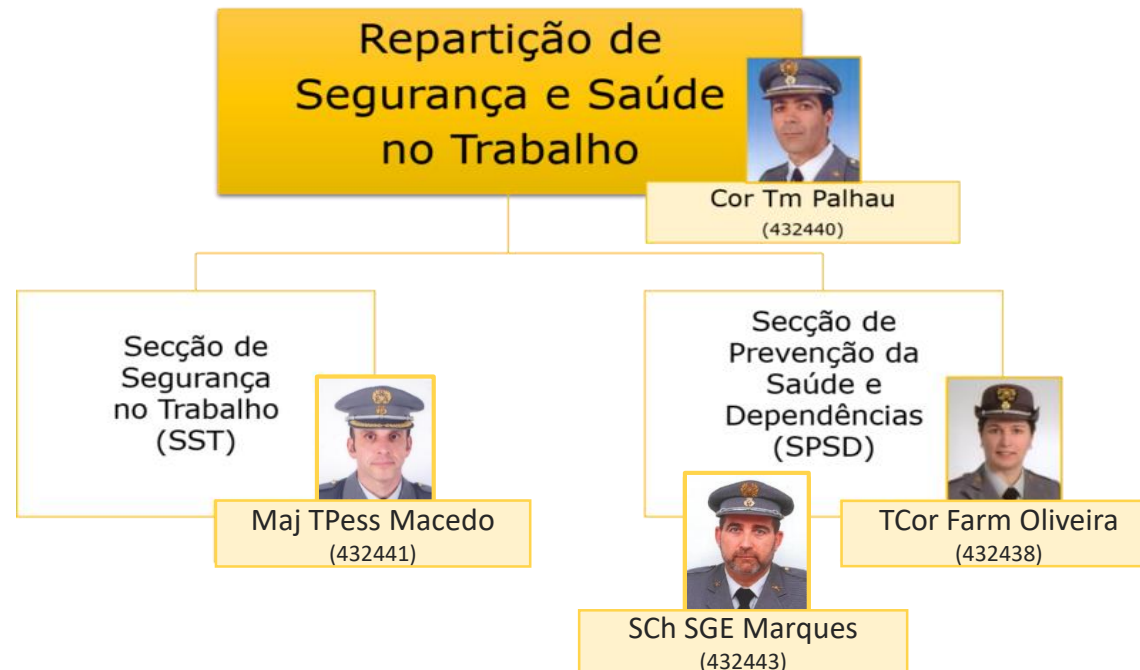 Repartição de
Segurança e Saúde
no Trabalho
Cor Tm Palhau
(432440)
Secção de
Segurança
no Trabalho
(SST)
Maj TPess Macedo
(432441)
Secção de
Prevenção da
Saúde e
Dependências
(SPSD)
TCor Farm Oliveira
(432438)
SCh SGE Marques
(432443)